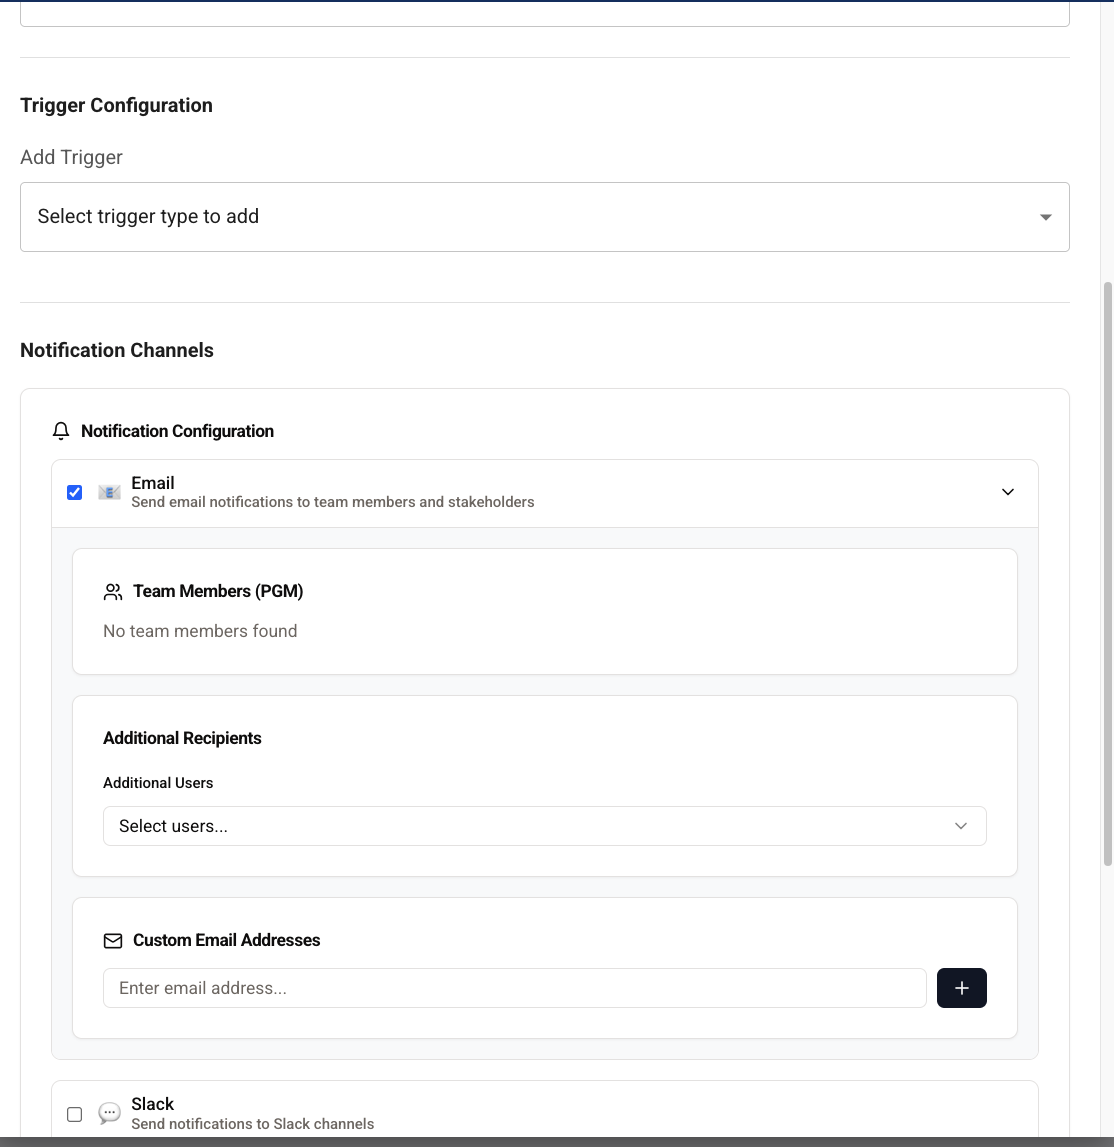 Trigger Configuration
Add Trigger
Select trigger type to add
Notification Channels
Notification Configuration
Email
Send email notifications to team members and stakeholders
Team Members (PGM)
No team members found
Additional Recipients
Additional Users
Select users...
Custom Email Addresses
Enter email address...
Slack
Send notifications to Slack channels